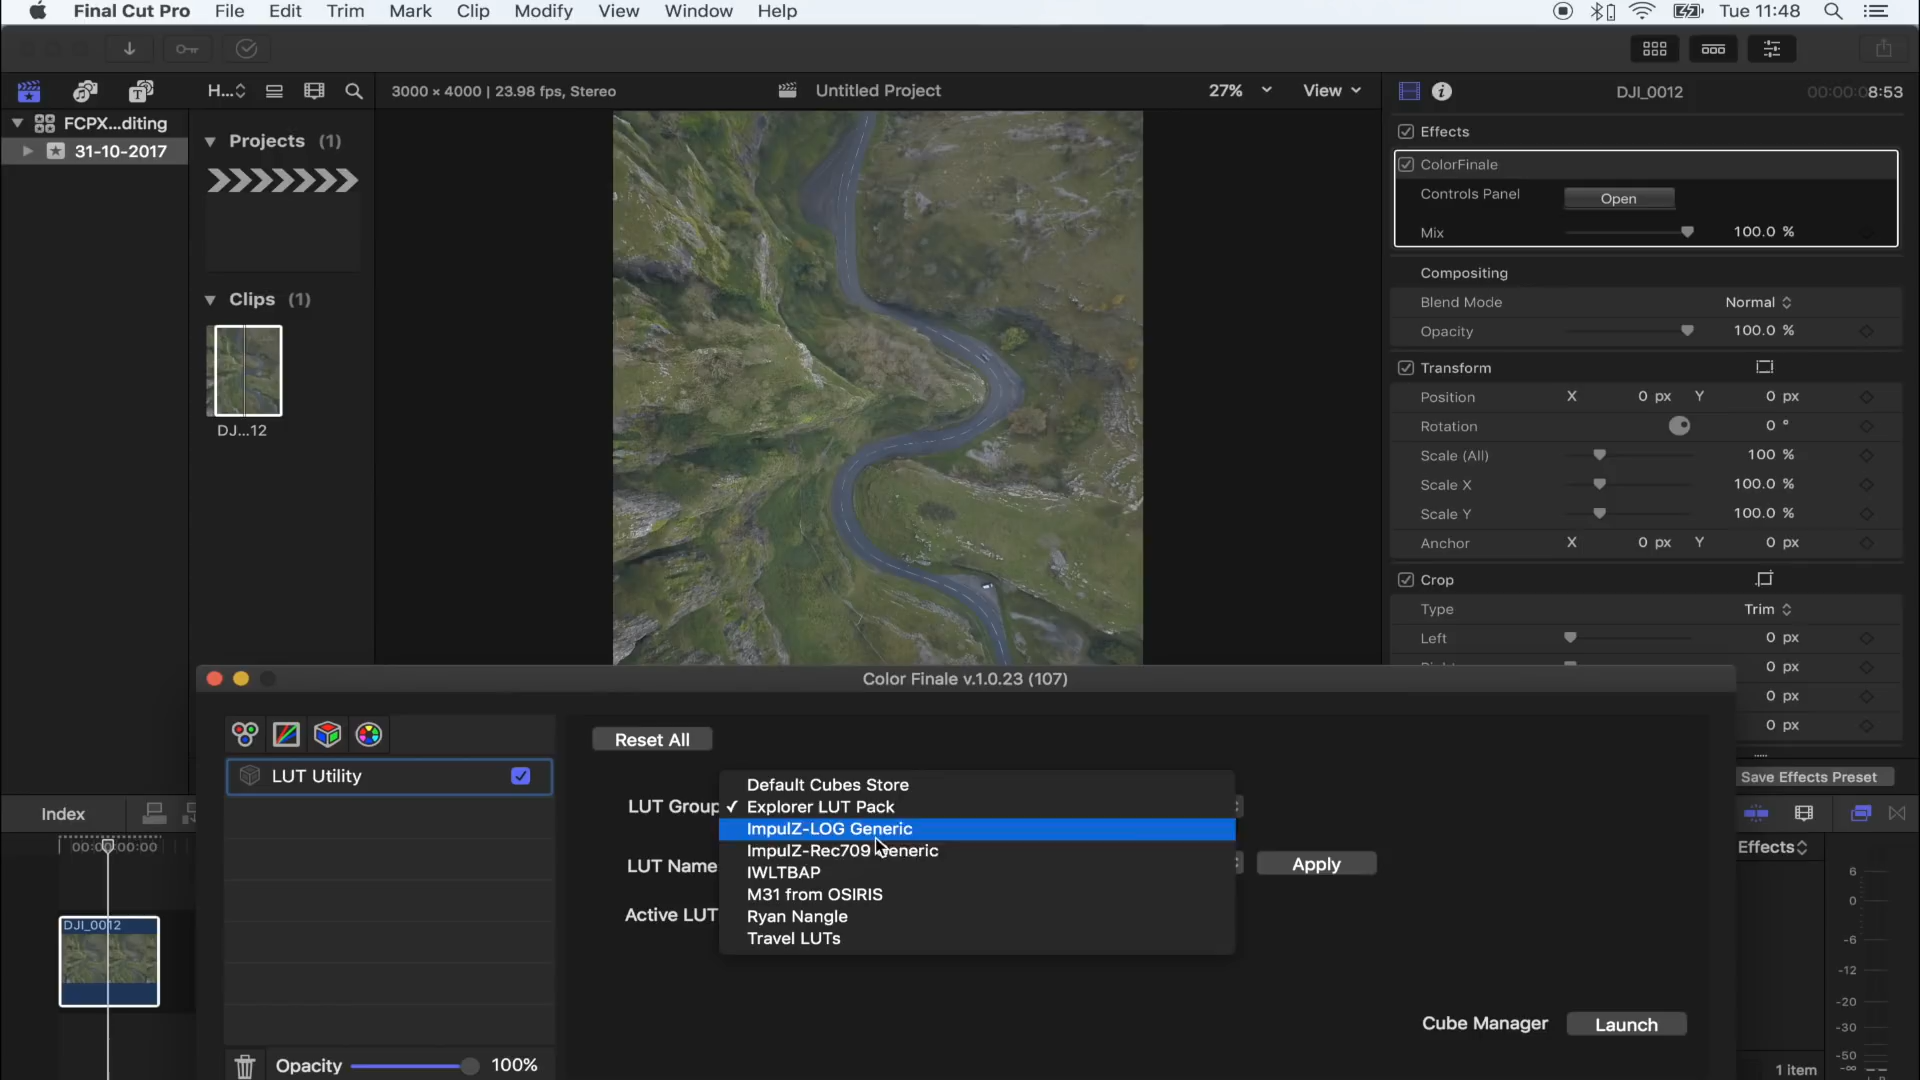 Final Cut Pro File Edit Trim Mark Clip Modify View Window Help Tue 11:48
H... 3000 × 4000 | 23.98 fps, Stereo Untitled Project 27% View DJI_0012 00:00:08:53
FCPX...diting
31-10-2017
Projects (1)
Clips (1)
DJ...12
Effects
ColorFinale
Controls Panel Open
Mix 100.0 %
Compositing
Blend Mode Normal
Opacity 100.0 %
Transform
Position X 0 px Y 0 px
Rotation 0 °
Scale (All) 100 %
Scale X 100.0 %
Scale Y 100.0 %
Anchor X 0 px Y 0 px
Crop
Type Trim
Left 0 px
0 px
0 px
0 px
Save Effects Preset
Color Finale v.1.0.23 (107)
Reset All
LUT Utility
LUT Group
Default Cubes Store
✓ Explorer LUT Pack
ImpulZ-LOG Generic
ImpulZ-Rec709 Generic
IWLTBAP
M31 from OSIRIS
Ryan Nangle
Travel LUTs
LUT Name
Apply
Active LUT
Cube Manager Launch
Opacity 100%
Index
DJI_0012
Effects
6
0
-6
-12
-20
-30
-50
-∞
1 item